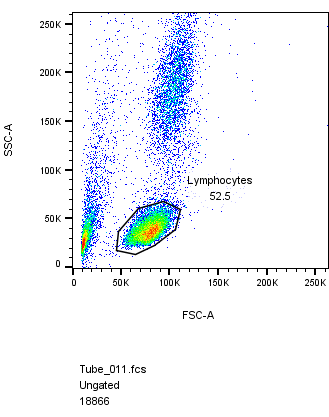 250K
200K
150K
100K
50K
0
SSC-A
Lymphocytes
52.5
0 50K 100K 150K 200K 250K
FSC-A
Tube_011.fcs
Ungated
18866